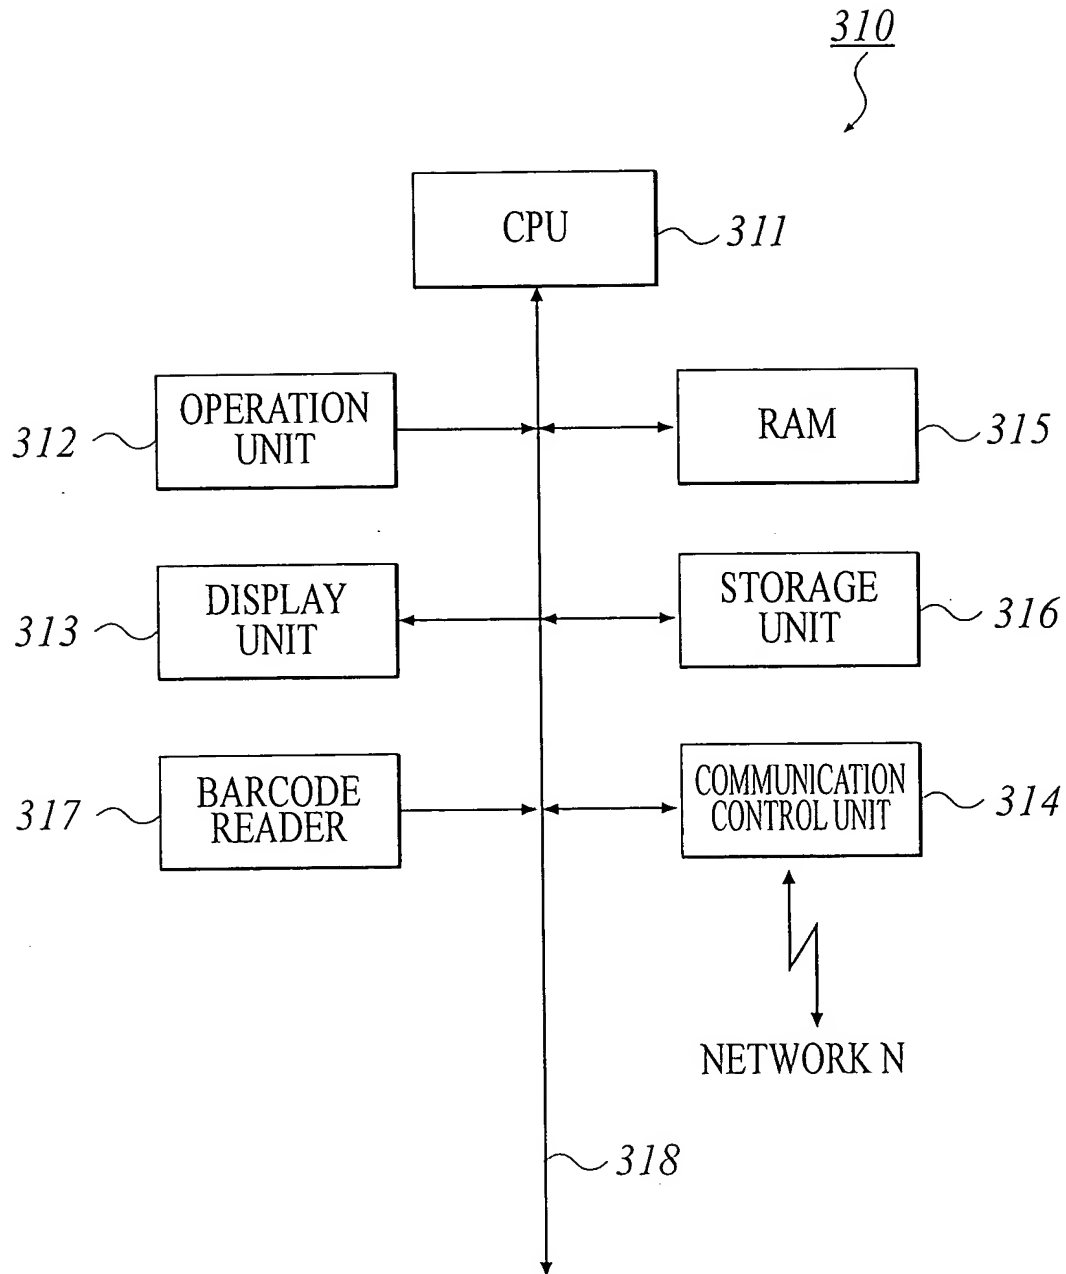 310
CPU
311
OPERATION
UNIT
312
RAM
315
DISPLAY
UNIT
313
STORAGE
UNIT
316
BARCODE
READER
317
COMMUNICATION
CONTROL UNIT
314
NETWORK N
318